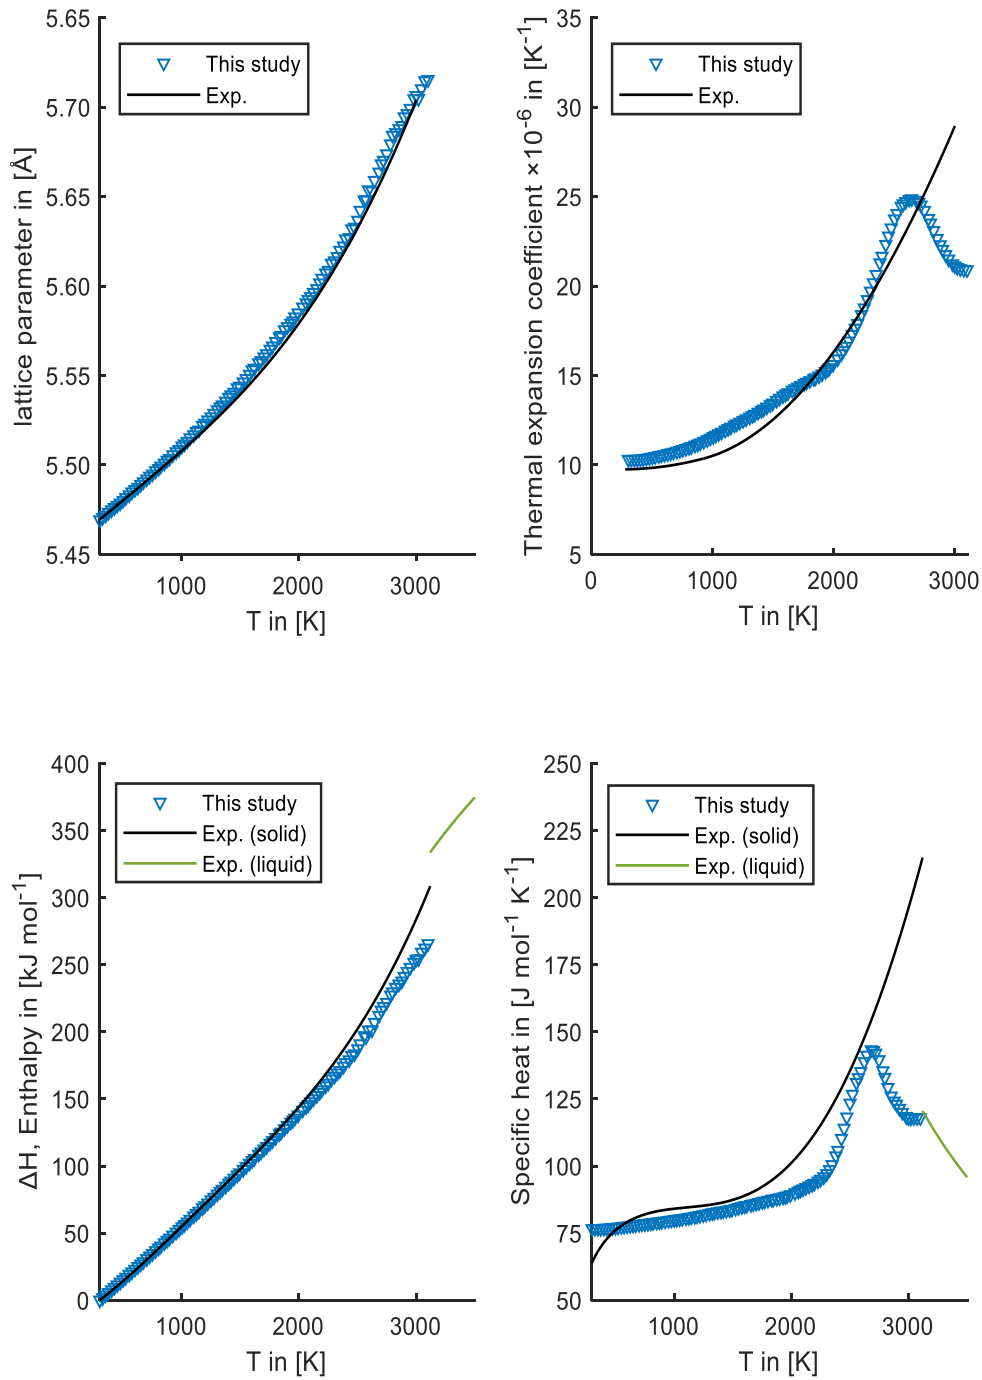 5.65
5.70
5.65
5.60
5.55
5.50
5.45
1000
2000
3000
T in [K]
lattice parameter in [Å]
This study
Exp.
35
30
25
20
15
10
5
0
1000
2000
3000
T in [K]
Thermal expansion coefficient ×10⁻⁶ in [K⁻¹]
This study
Exp.
400
350
300
250
200
150
100
50
0
1000
2000
3000
T in [K]
ΔH, Enthalpy in [kJ mol⁻¹]
This study
Exp. (solid)
Exp. (liquid)
250
225
200
175
150
125
100
75
50
1000
2000
3000
T in [K]
Specific heat in [J mol⁻¹ K⁻¹]
This study
Exp. (solid)
Exp. (liquid)